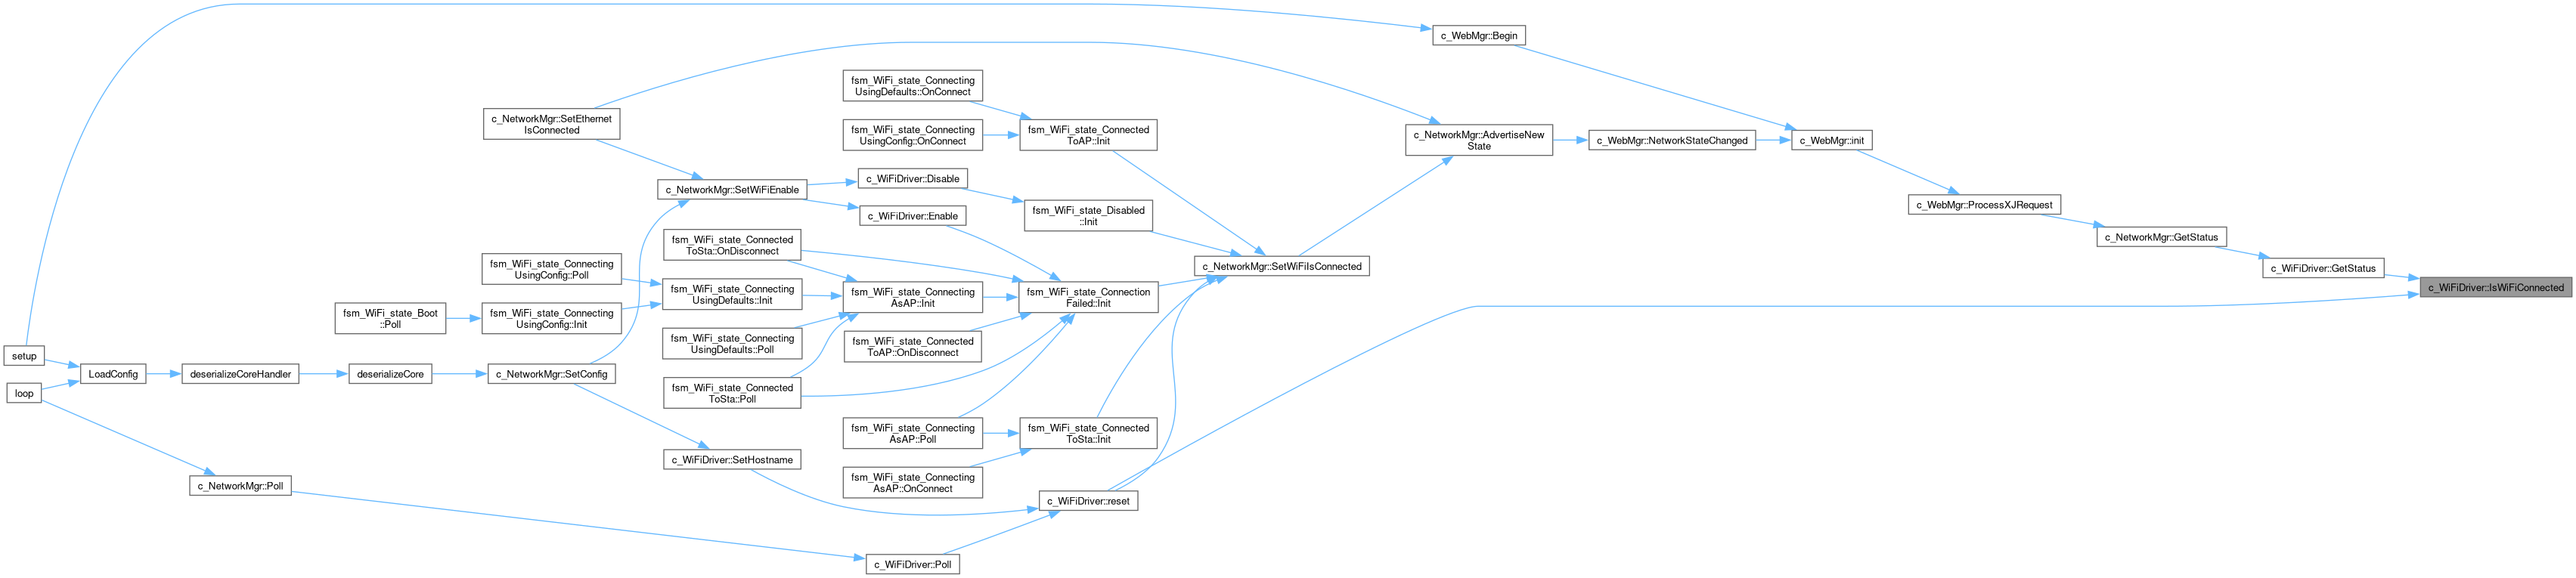 c_WebMgr::Begin
fsm_WiFi_state_Connecting
UsingDefaults::OnConnect
c_NetworkMgr::SetEthernet
IsConnected
fsm_WiFi_state_Connecting
UsingConfig::OnConnect
fsm_WiFi_state_Connected
ToAP::Init
c_NetworkMgr::AdvertiseNew
State
c_WebMgr::NetworkStateChanged
c_WebMgr::init
c_NetworkMgr::SetWiFiEnable
c_WiFiDriver::Disable
fsm_WiFi_state_Disabled
::Init
c_WiFiDriver::Enable
c_WebMgr::ProcessXJRequest
c_NetworkMgr::GetStatus
fsm_WiFi_state_Connected
ToSta::OnDisconnect
fsm_WiFi_state_Connecting
UsingConfig::Poll
c_NetworkMgr::SetWiFiIsConnected
c_WiFiDriver::GetStatus
c_WiFiDriver::IsWiFiConnected
fsm_WiFi_state_Connecting
UsingDefaults::Init
fsm_WiFi_state_Connecting
AsAP::Init
fsm_WiFi_state_Connection
Failed::Init
fsm_WiFi_state_Boot
::Poll
fsm_WiFi_state_Connecting
UsingConfig::Init
fsm_WiFi_state_Connecting
UsingDefaults::Poll
fsm_WiFi_state_Connected
ToAP::OnDisconnect
setup
LoadConfig
deserializeCoreHandler
deserializeCore
c_NetworkMgr::SetConfig
loop
fsm_WiFi_state_Connected
ToSta::Poll
fsm_WiFi_state_Connecting
AsAP::Poll
fsm_WiFi_state_Connected
ToSta::Init
c_WiFiDriver::SetHostname
fsm_WiFi_state_Connecting
AsAP::OnConnect
c_NetworkMgr::Poll
c_WiFiDriver::reset
c_WiFiDriver::Poll